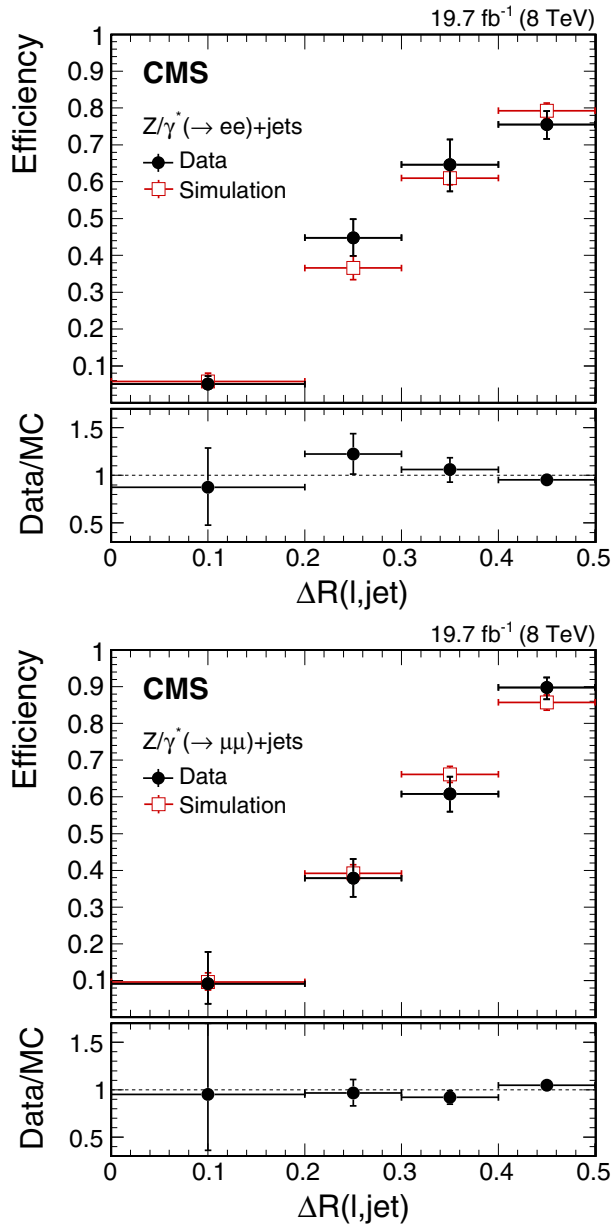 19.7 fb⁻¹ (8 TeV)
Efficiency
1
0.9
0.8
0.7
0.6
0.5
0.4
0.3
0.2
0.1
CMS
Z/γ*(→ ee)+jets
Data
Simulation
Data/MC
1.5
1
0.5
0 0.1 0.2 0.3 0.4 0.5
ΔR(l,jet)
19.7 fb⁻¹ (8 TeV)
Efficiency
1
0.9
0.8
0.7
0.6
0.5
0.4
0.3
0.2
0.1
CMS
Z/γ*(→ μμ)+jets
Data
Simulation
Data/MC
1.5
1
0.5
0 0.1 0.2 0.3 0.4 0.5
ΔR(l,jet)